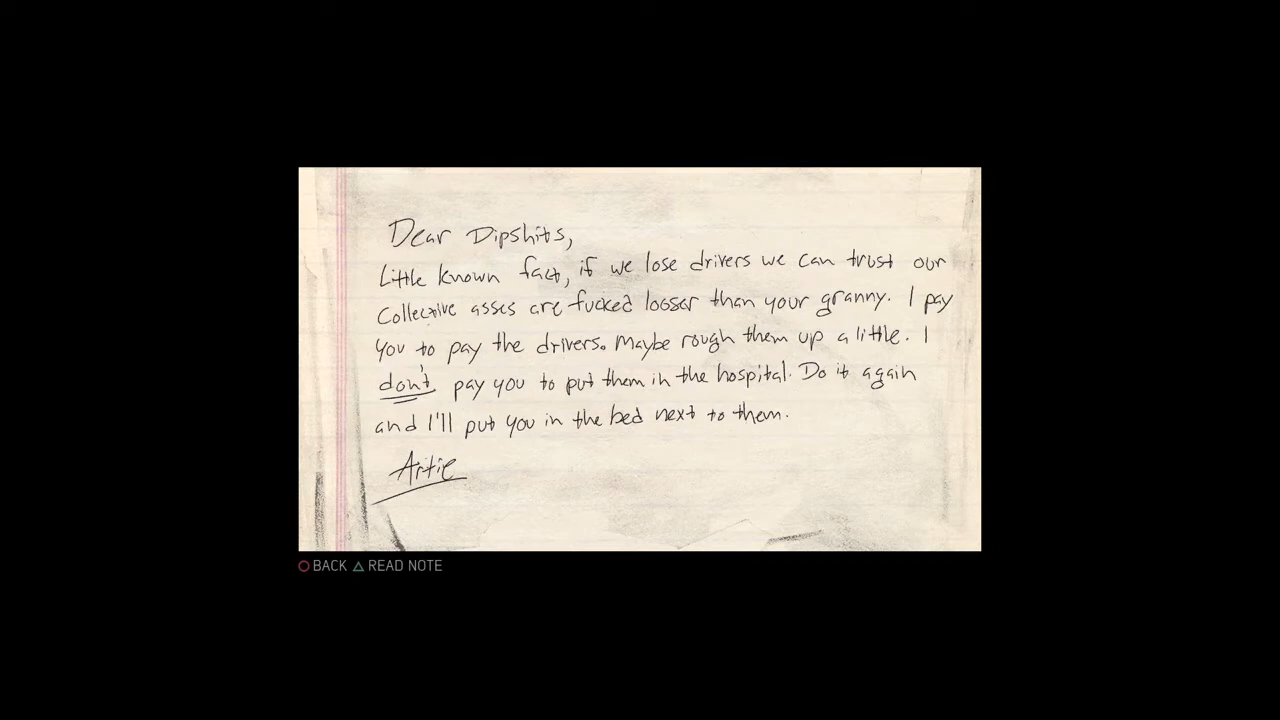 Dear Dipshits,
Little known fact, if we lose drivers we can trust our
collective asses are fucked looser than your granny. I pay
you to pay the drivers. Maybe rough them up a little. I
don't pay you to put them in the hospital. Do it again
and I'll put you in the bed next to them.
Artie
BACK READ NOTE